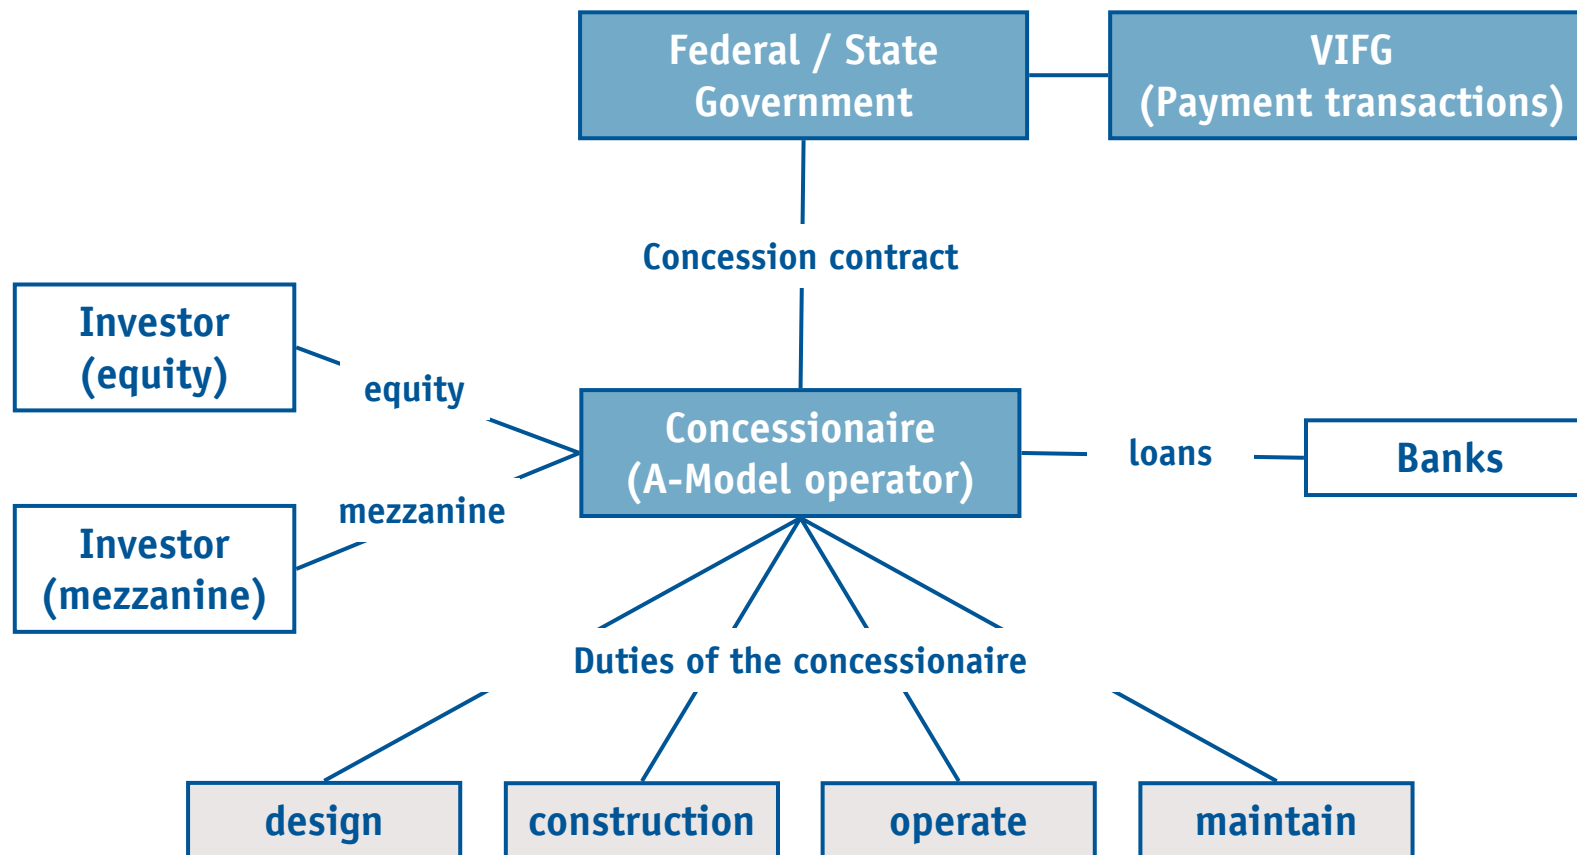 Federal / State
Government
VIFG
(Payment transactions)
Concession contract
Investor
(equity)
equity
Concessionaire
(A-Model operator)
loans
Banks
mezzanine
Investor
(mezzanine)
Duties of the concessionaire
design
construction
operate
maintain